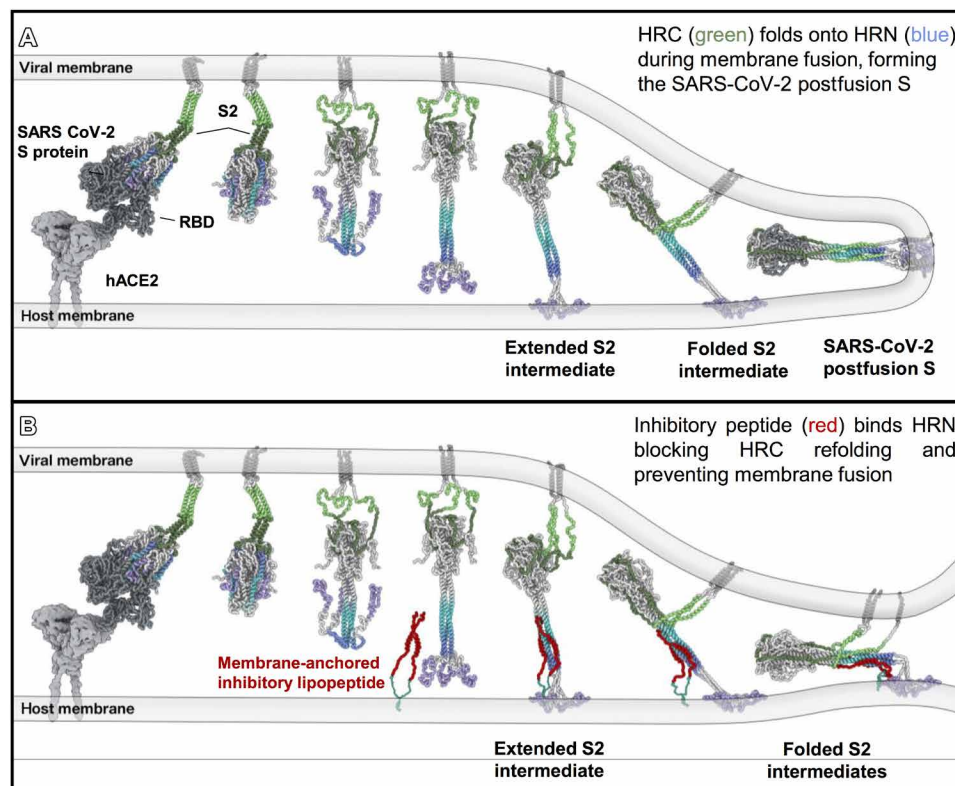 A
HRC (green) folds onto HRN (blue)
during membrane fusion, forming
the SARS-CoV-2 postfusion S
Viral membrane
S2
SARS CoV-2
S protein
RBD
hACE2
Host membrane
Extended S2
intermediate
Folded S2
intermediate
SARS-CoV-2
postfusion S
B
Inhibitory peptide (red) binds HRN
blocking HRC refolding and
preventing membrane fusion
Viral membrane
Membrane-anchored
inhibitory lipopeptide
Host membrane
Extended S2
intermediate
Folded S2
intermediates